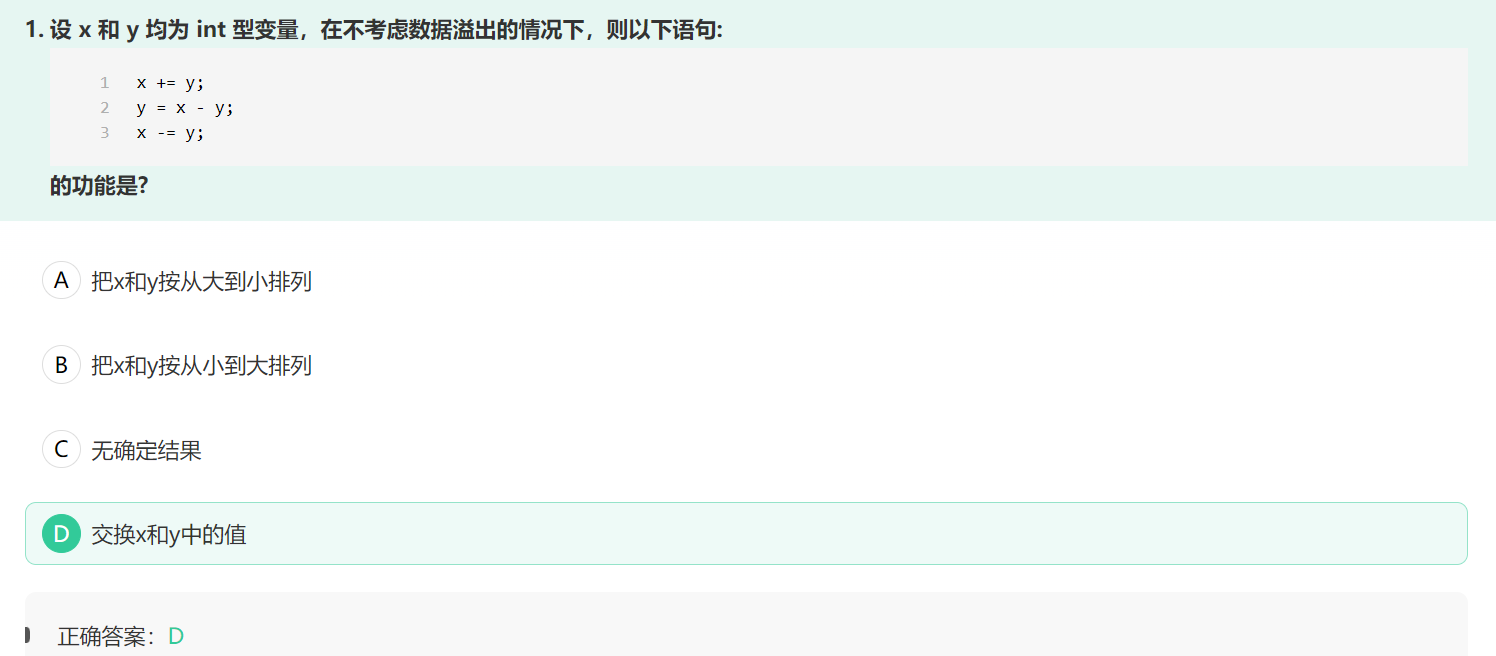 1. 设 x 和 y 均为 int 型变量，在不考虑数据溢出的情况下，则以下语句:
1 x += y;
2 y = x - y;
3 x -= y;
的功能是?
A 把x和y按从大到小排列
B 把x和y按从小到大排列
C 无确定结果
D 交换x和y中的值
正确答案：D